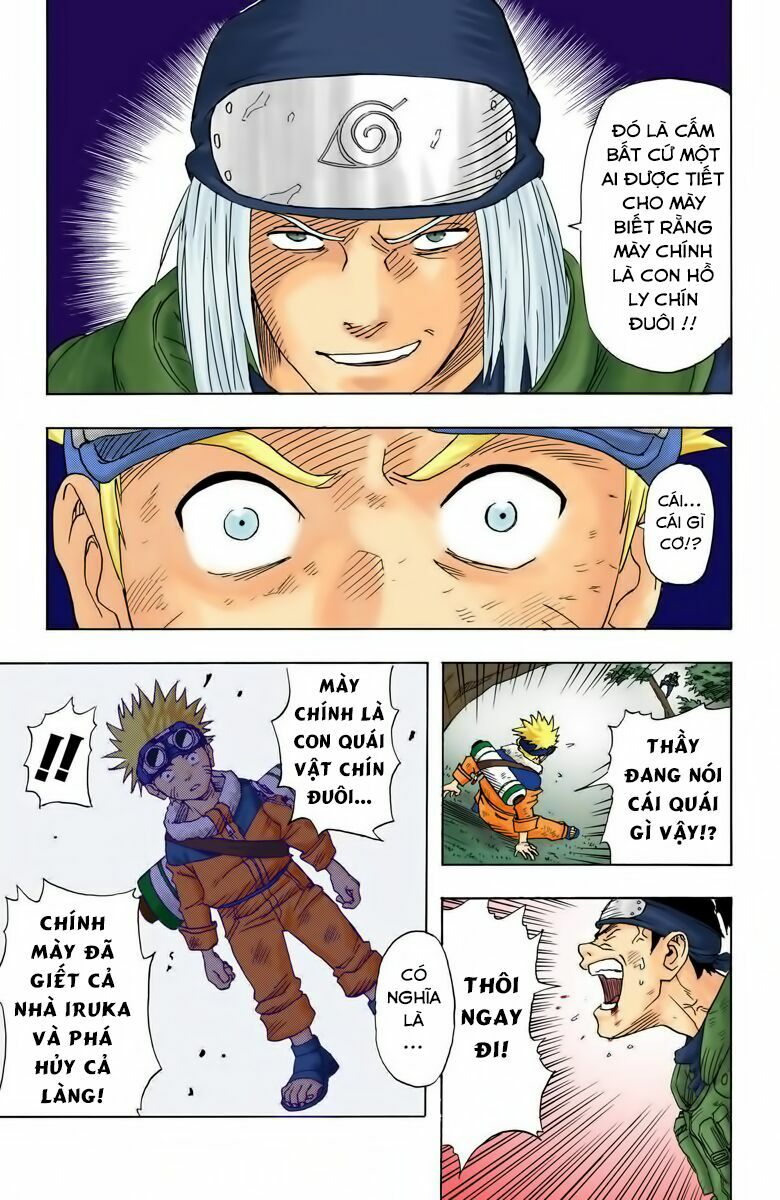 ĐÓ LÀ CẤM
BẤT CỨ MỘT
AI ĐƯỢC TIẾT
CHO MÀY
BIẾT RẰNG
MÀY CHÍNH
LÀ CON HỒ
LY CHÍN
ĐUÔI !!
CÁI...
CÁI GÌ
CƠ!?
THẦY
ĐANG NÓI
CÁI QUÁI
GÌ VẬY!?
THÔI
NGAY
ĐI!
CÓ
NGHĨA
LÀ
...
MÀY
CHÍNH LÀ
CON QUÁI
VẬT CHÍN
ĐUÔI...
!!
CHÍNH
MÀY ĐÃ
GIẾT CẢ
NHÀ IRUKA
VÀ PHÁ
HỦY CẢ
LÀNG!